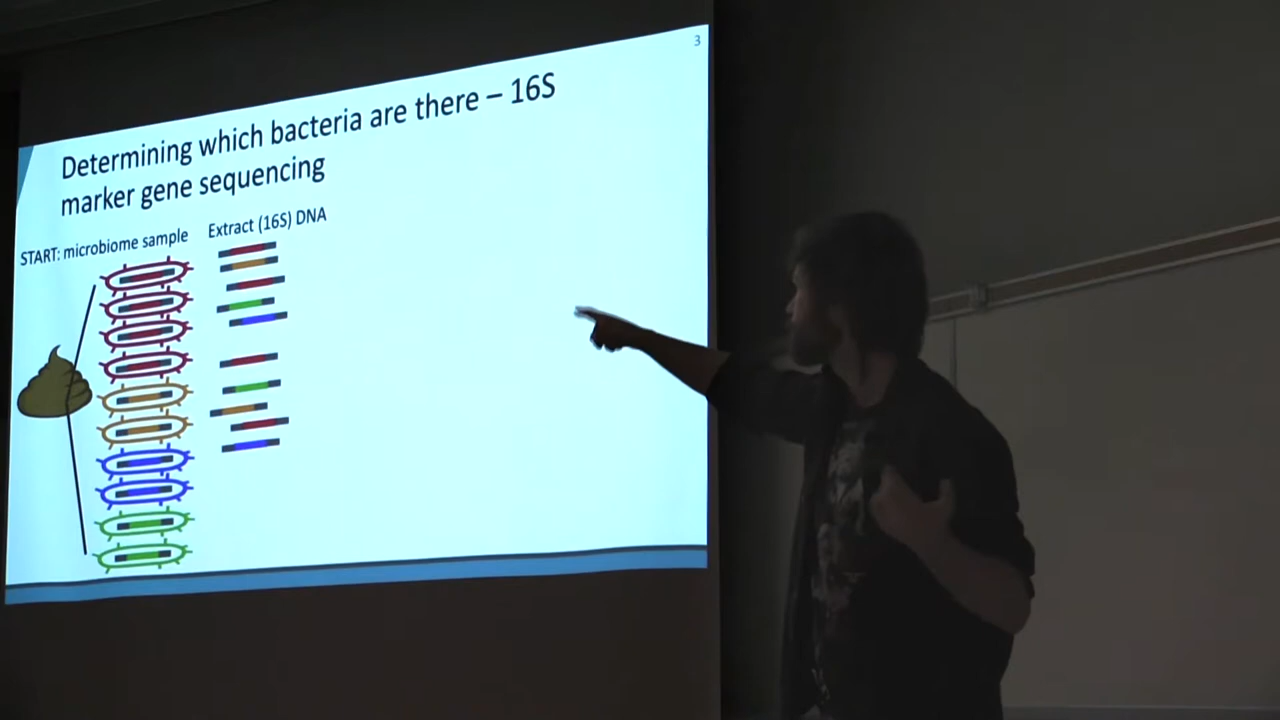 3
Determining which bacteria are there – 16S
marker gene sequencing
START: microbiome sample
Extract (16S) DNA